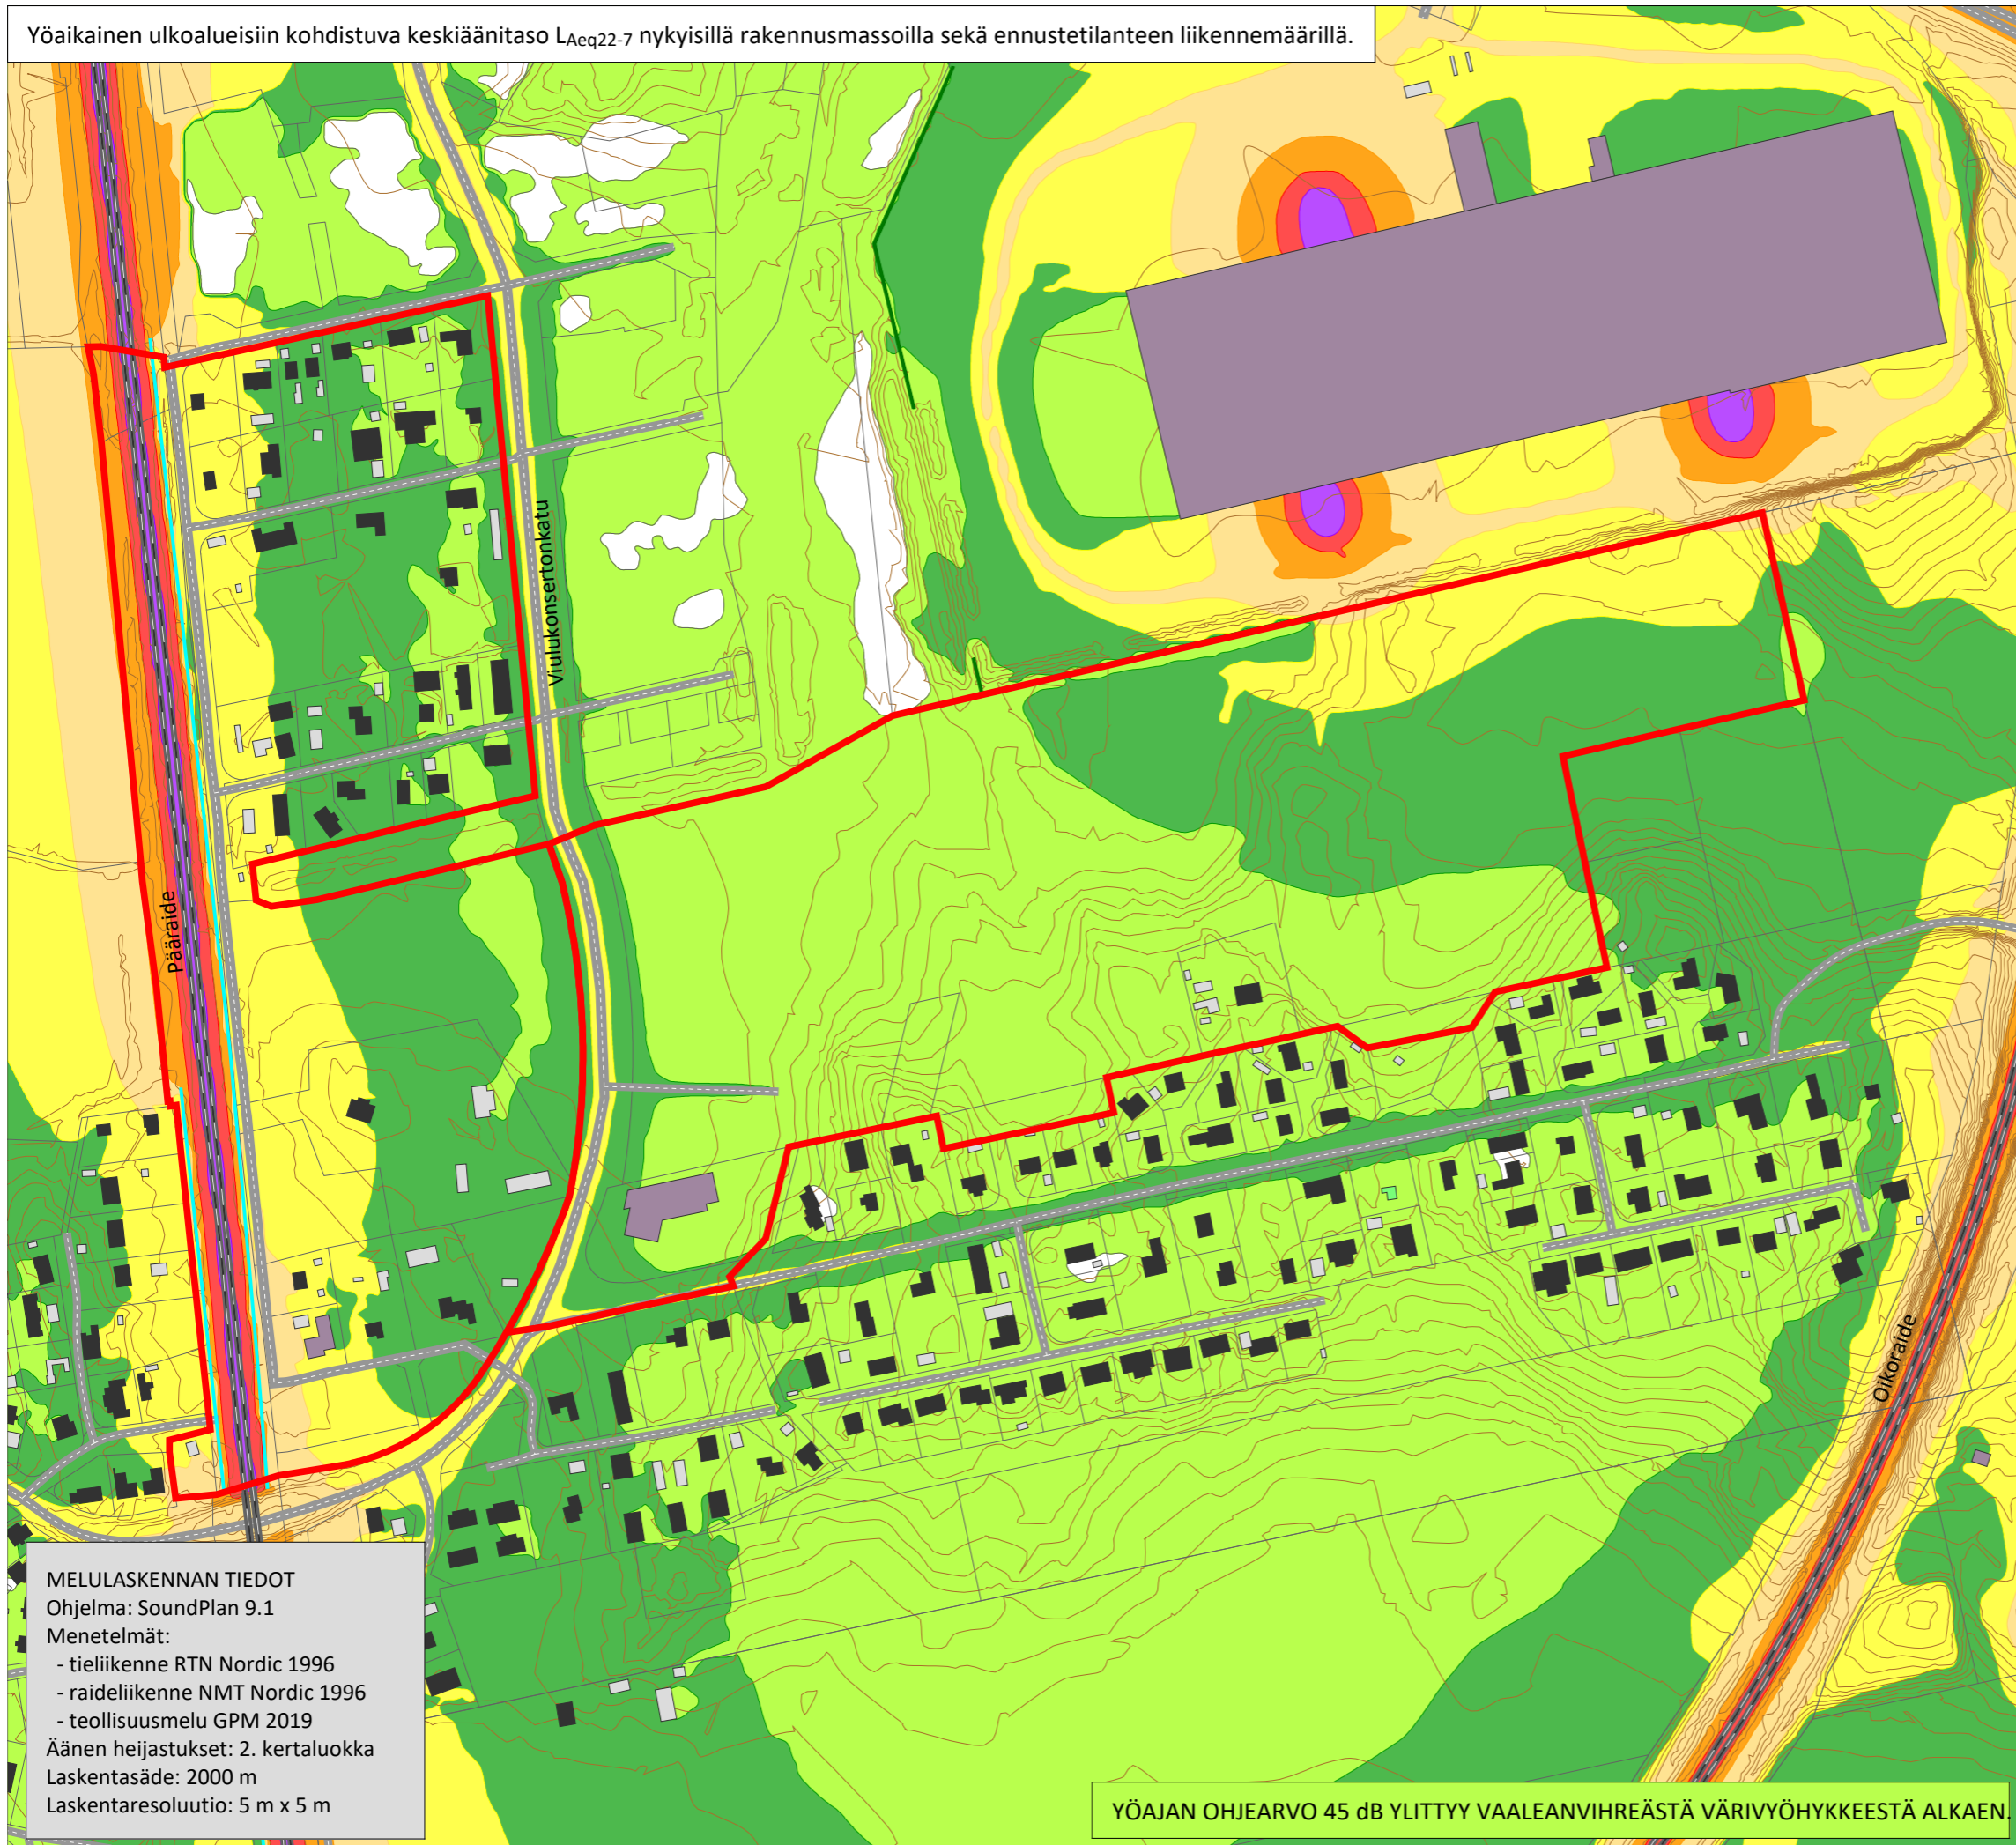 Yöaikainen ulkoalueisiin kohdistuva keskiäänitaso LAeq22-7 nykyisillä rakennusmassoilla sekä ennustetilanteen liikennemäärillä.
Viulukonsertonkatu
Pääraide
Oikoraide
MELULASKENNAN TIEDOT
Ohjelma: SoundPlan 9.1
Menetelmät:
- tieliikenne RTN Nordic 1996
- raideliikenne NMT Nordic 1996
- teollisuusmelu GPM 2019
Äänen heijastukset: 2. kertaluokka
Laskentasäde: 2000 m
Laskentaresoluutio: 5 m x 5 m
YÖAJAN OHJEARVO 45 dB YLITTYY VAALEANVIHREÄSTÄ VÄRIVYÖHYKKEESTÄ ALKAEN.